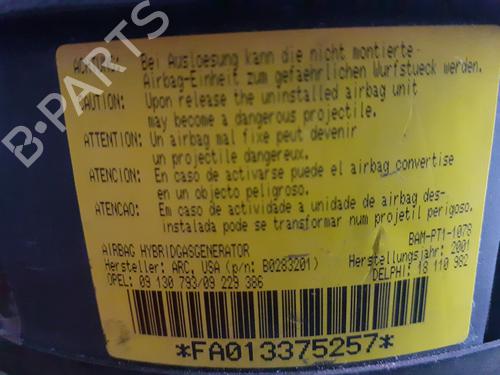 ACHTUNG: Bei Ausloesung kann die nicht montierte
Airbag-Einheit zum gefaehrlichen Wurfstueck werden.
CAUTION: Upon release the uninstalled airbag unit
may become a dangerous projectile.
ATTENTION: Un airbag mal fixe peut devenir
un projectile dangereux.
ATENCION: En caso de activarse puede el airbag convertise
en un objecto peligroso.
ATENCAO: Em caso de actividade a unidade de airbag des-
instalada pode se transformar num projetil perigoso.
AIRBAG HYBRIDGASGENERATOR BAM-PT1-1078
Hersteller: ARC, USA (p/n: B0283201) Herstellungsjahr: 2001
OPEL: 09 130 793/09 229 386 DELPHI: 18 110 982
*FA013375257*
B-PARTS